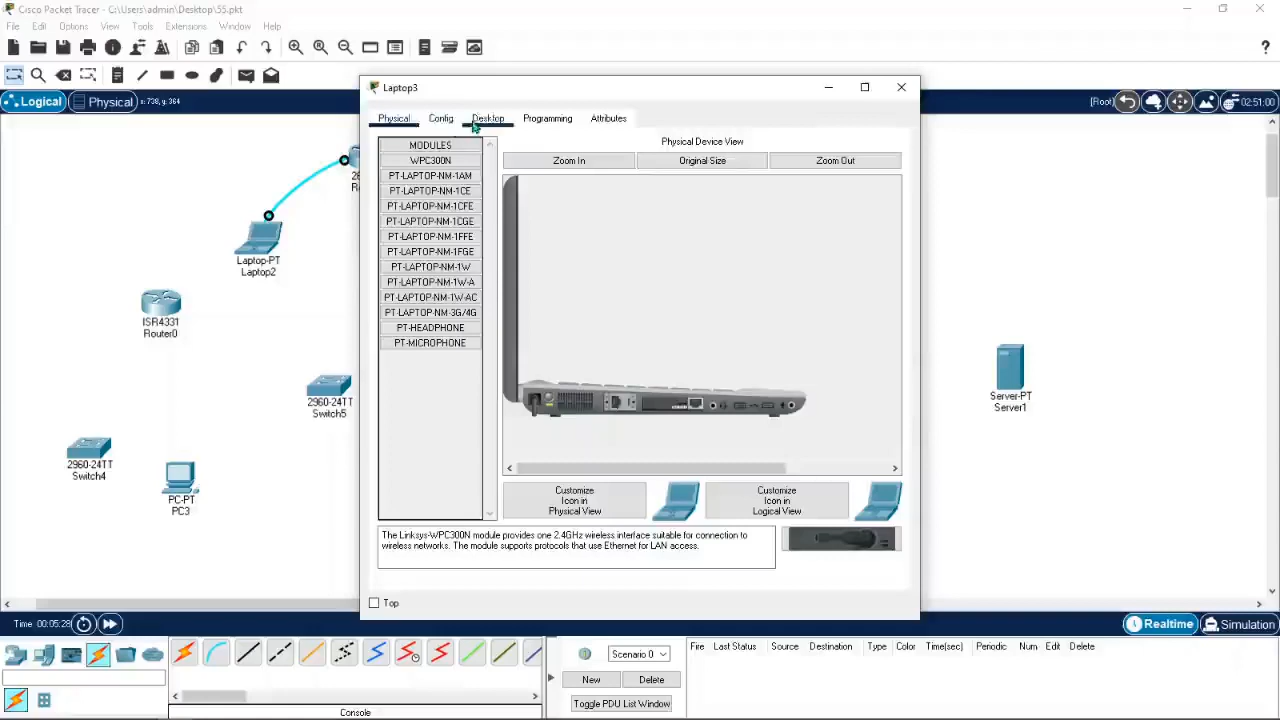 Cisco Packet Tracer - C:\Users\admin\Desktop\55.pkt
File Edit Options View Tools Extensions Window Help
Logical Physical x: 738, y: 364 [Root] 02:51:00
Laptop3
Physical Config Desktop Programming Attributes
MODULES
WPC300N
PT-LAPTOP-NM-1AM
PT-LAPTOP-NM-1CE
PT-LAPTOP-NM-1CFE
PT-LAPTOP-NM-1CGE
PT-LAPTOP-NM-1FFE
PT-LAPTOP-NM-1FGE
PT-LAPTOP-NM-1W
PT-LAPTOP-NM-1W-A
PT-LAPTOP-NM-1W-AC
PT-LAPTOP-NM-3G/4G
PT-HEADPHONE
PT-MICROPHONE
Physical Device View
Zoom In Original Size Zoom Out
Customize
Icon in
Physical View
Customize
Icon in
Logical View
The Linksys-WPC300N module provides one 2.4GHz wireless interface suitable for connection to
wireless networks. The module supports protocols that use Ethernet for LAN access.
Top
Laptop-PT
Laptop2
ISR4331
Router0
2960-24TT
Switch5
2960-24TT
Switch4
PC-PT
PC3
Server-PT
Server1
Time: 00:05:28 Realtime Simulation
Scenario 0
New Delete
Toggle PDU List Window
Fire Last Status Source Destination Type Color Time(sec) Periodic Num Edit Delete
Console